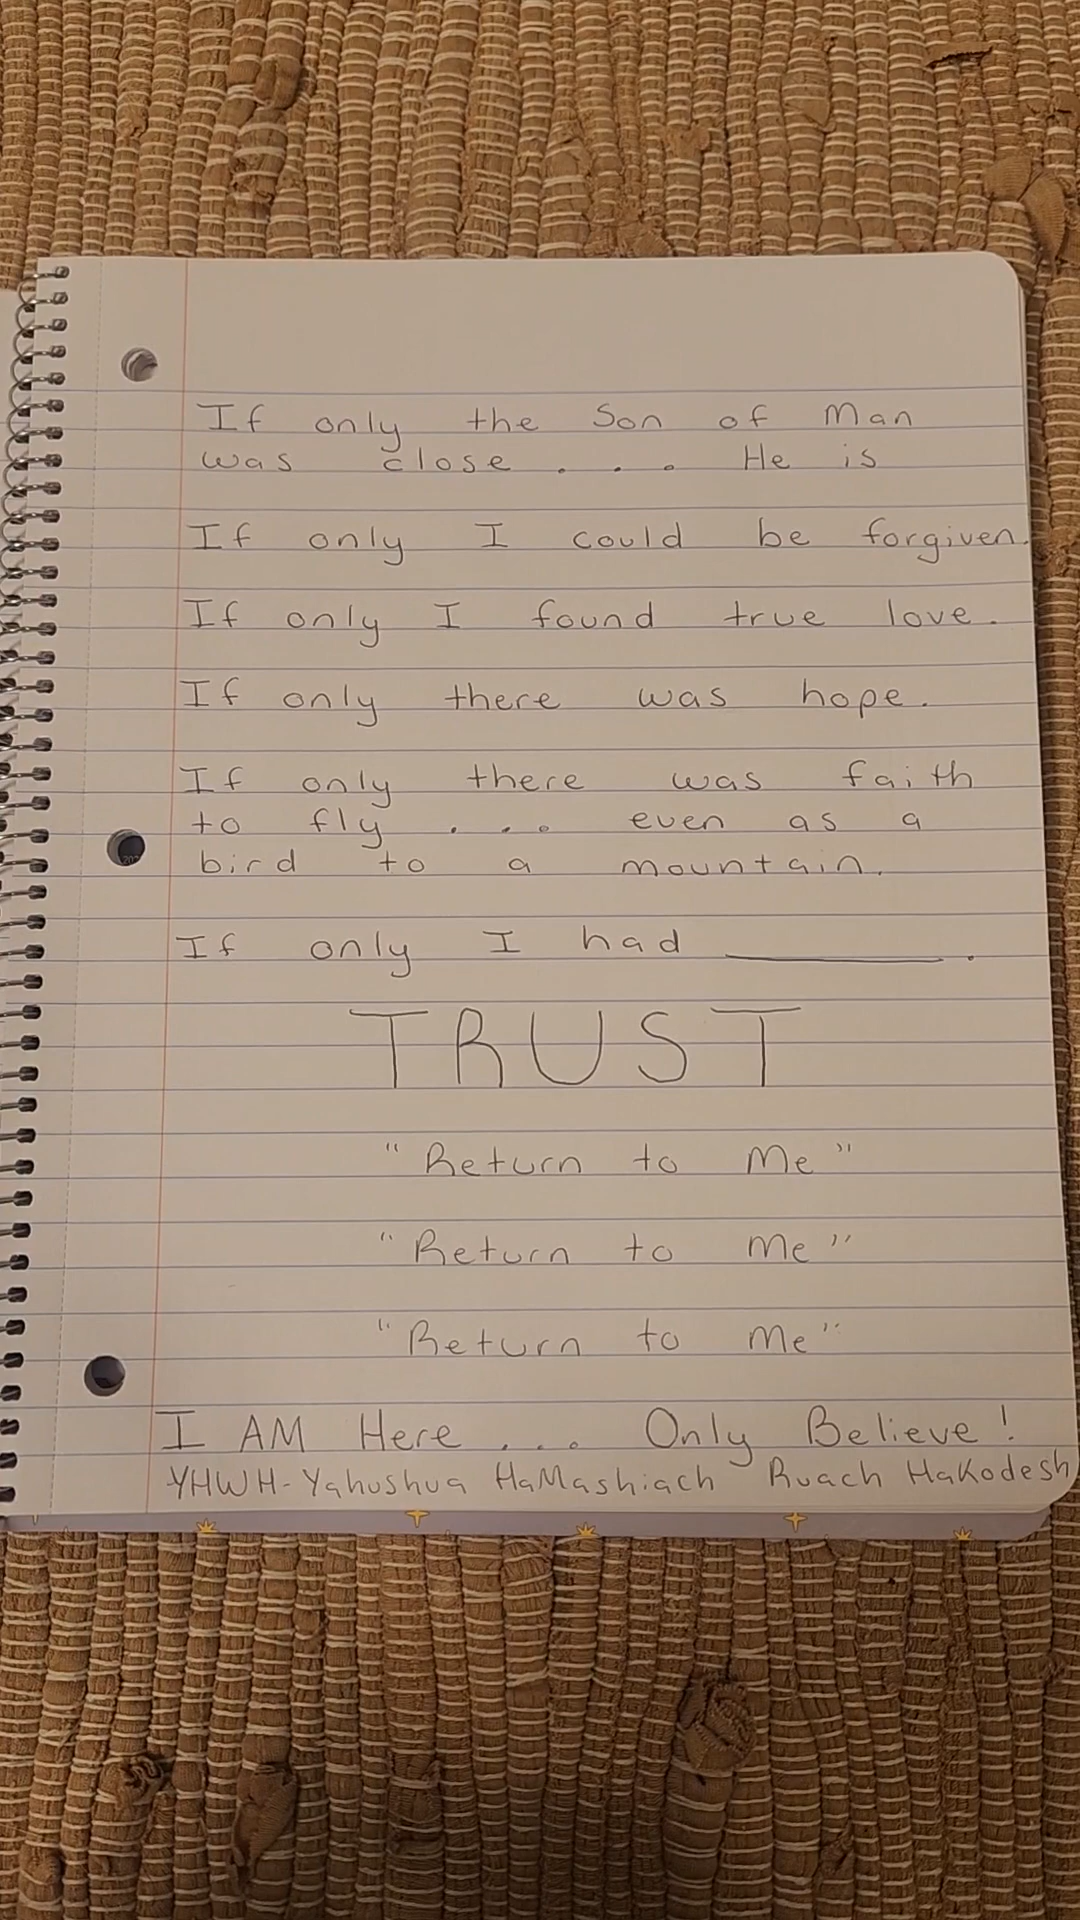 If only the Son of Man
was close . . . He is
If only I could be forgiven.
If only I found true love.
If only there was hope.
If only there was faith
to fly . . . even as a
bird to a mountain.
If only I had ________.
TRUST
"Return to Me"
"Return to Me"
"Return to Me"
I AM Here . . . Only Believe!
YHWH-Yahushua HaMashiach Ruach HaKodesh